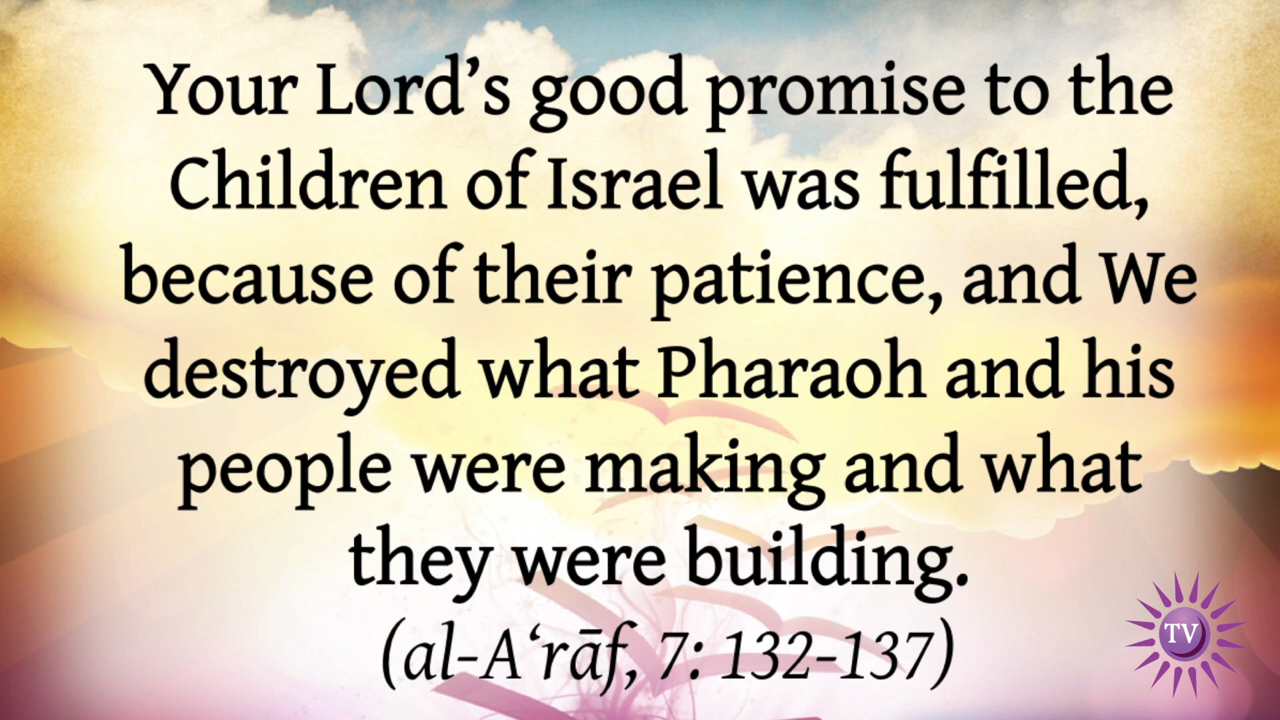 Your Lord’s good promise to the
Children of Israel was fulfilled,
because of their patience, and We
destroyed what Pharaoh and his
people were making and what
they were building.
(al-A‘rāf, 7: 132-137)
TV